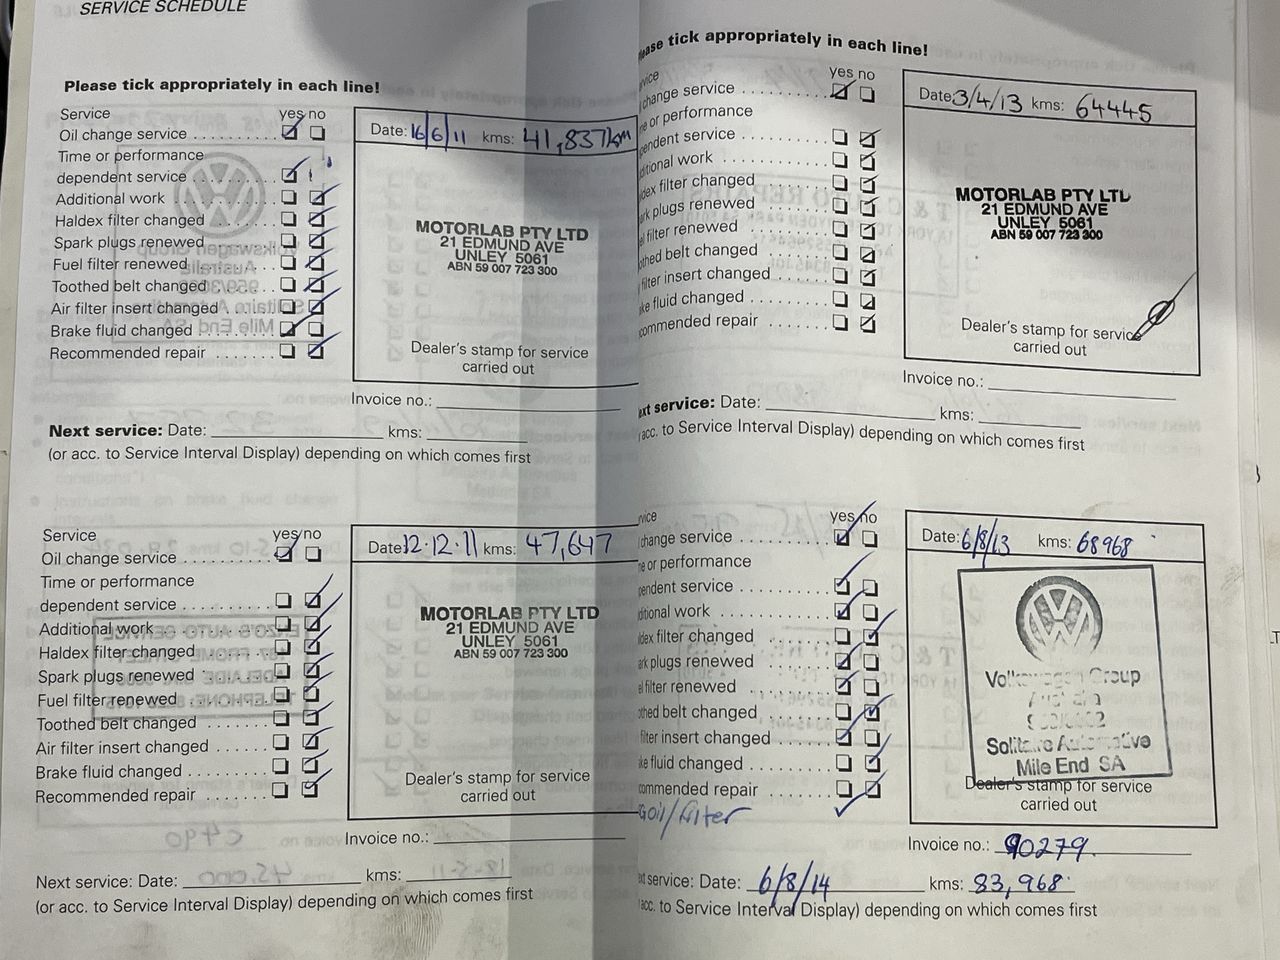 SERVICE SCHEDULE
Please tick appropriately in each line!
Service yes no
Oil change service
Time or performance
dependent service
Additional work
Haldex filter changed
Spark plugs renewed
Fuel filter renewed
Toothed belt changed
Air filter insert changed
Brake fluid changed
Recommended repair
Date: 16/6/11 kms: 41,837km
MOTORLAB PTY LTD
21 EDMUND AVE
UNLEY 5061
ABN 59 007 723 300
Dealer's stamp for service
carried out
Invoice no.:
Next service: Date: kms:
(or acc. to Service Interval Display) depending on which comes first
Service yes no
Oil change service
Time or performance
dependent service
Additional work
Haldex filter changed
Spark plugs renewed
Fuel filter renewed
Toothed belt changed
Air filter insert changed
Brake fluid changed
Recommended repair
Date: 12.12.11 kms: 47,647
MOTORLAB PTY LTD
21 EDMUND AVE
UNLEY 5061
ABN 59 007 723 300
Dealer's stamp for service
carried out
Invoice no.:
Next service: Date: kms:
(or acc. to Service Interval Display) depending on which comes first
ease tick appropriately in each line!
vice yes no
change service
e or performance
pendent service
ditional work
dex filter changed
rk plugs renewed
el filter renewed
othed belt changed
filter insert changed
ke fluid changed
commended repair
Date: 3/4/13 kms: 64445
MOTORLAB PTY LTD
21 EDMUND AVE
UNLEY 5061
ABN 59 007 723 300
Dealer's stamp for service
carried out
Invoice no.:
ext service: Date: kms:
acc. to Service Interval Display) depending on which comes first
vice yes no
change service
e or performance
pendent service
ditional work
dex filter changed
rk plugs renewed
el filter renewed
othed belt changed
filter insert changed
ke fluid changed
commended repair
Goil/Filter
Date: 6/8/13 kms: 68968
Volkswagen Group
Australia
Solitaire Automotive
Mile End SA
Dealer's stamp for service
carried out
Invoice no.: 90279
xt service: Date: 6/8/14 kms: 83,968
acc. to Service Interval Display) depending on which comes first